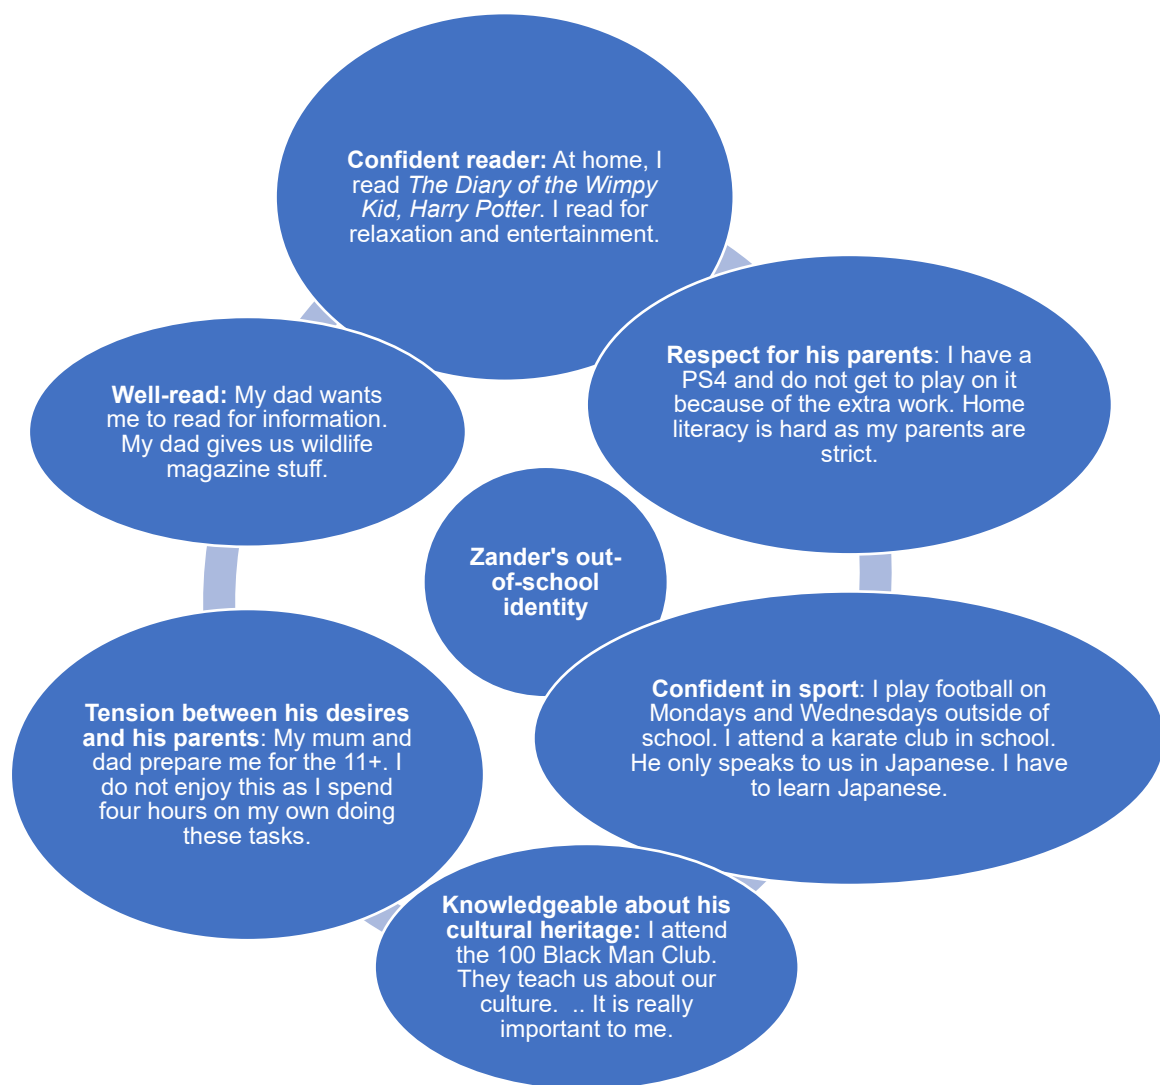 Confident reader: At home, I
read The Diary of the Wimpy
Kid, Harry Potter. I read for
relaxation and entertainment.
Respect for his parents: I have a
PS4 and do not get to play on it
because of the extra work. Home
literacy is hard as my parents are
strict.
Confident in sport: I play football on
Mondays and Wednesdays outside of
school. I attend a karate club in school.
He only speaks to us in Japanese. I have
to learn Japanese.
Knowledgeable about his
cultural heritage: I attend
the 100 Black Man Club.
They teach us about our
culture.  .. It is really
important to me.
Tension between his desires
and his parents: My mum and
dad prepare me for the 11+. I
do not enjoy this as I spend
four hours on my own doing
these tasks.
Well-read: My dad wants
me to read for information.
My dad gives us wildlife
magazine stuff.
Zander's out-
of-school
identity